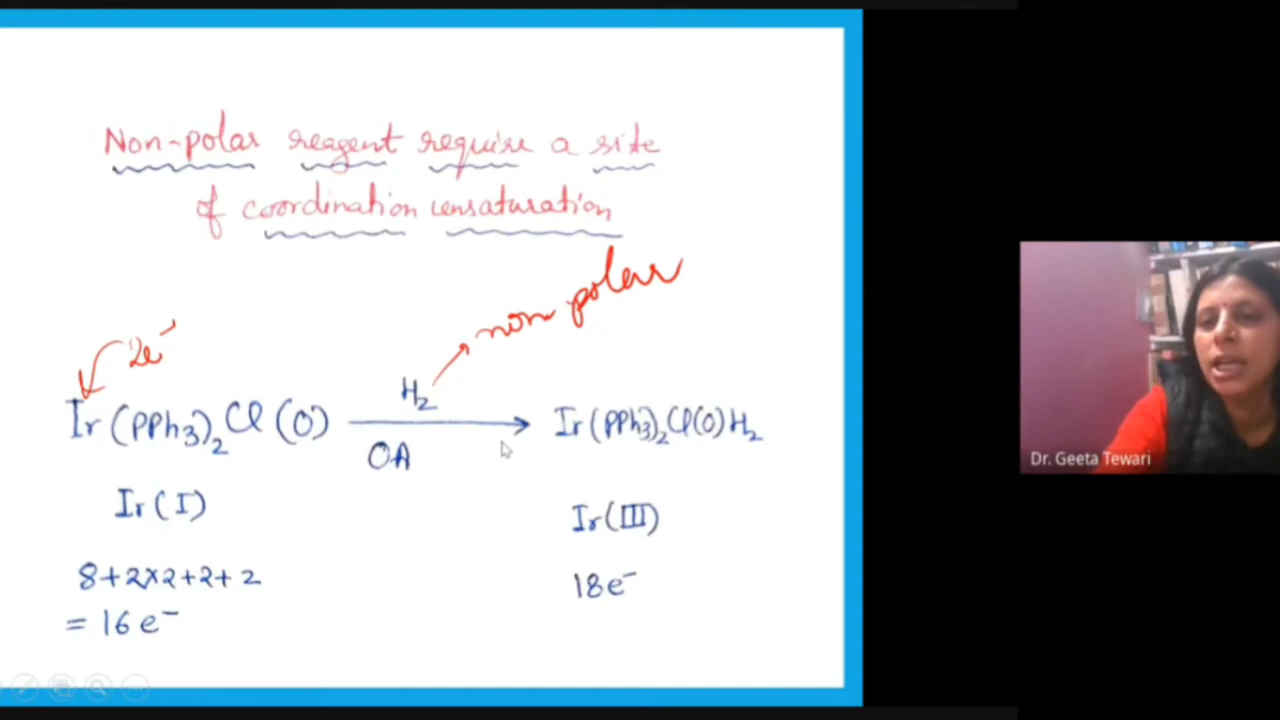 Non-polar reagent require a site
of coordination unsaturation
non polar
2e⁻
Ir(PPh3)₂Cl(O) H₂ Ir(PPh3)₂Cl(O)H₂
OA
Ir(I) Ir(III)
8+2×2+2+2 18e⁻
= 16e⁻
Dr. Geeta Tewari